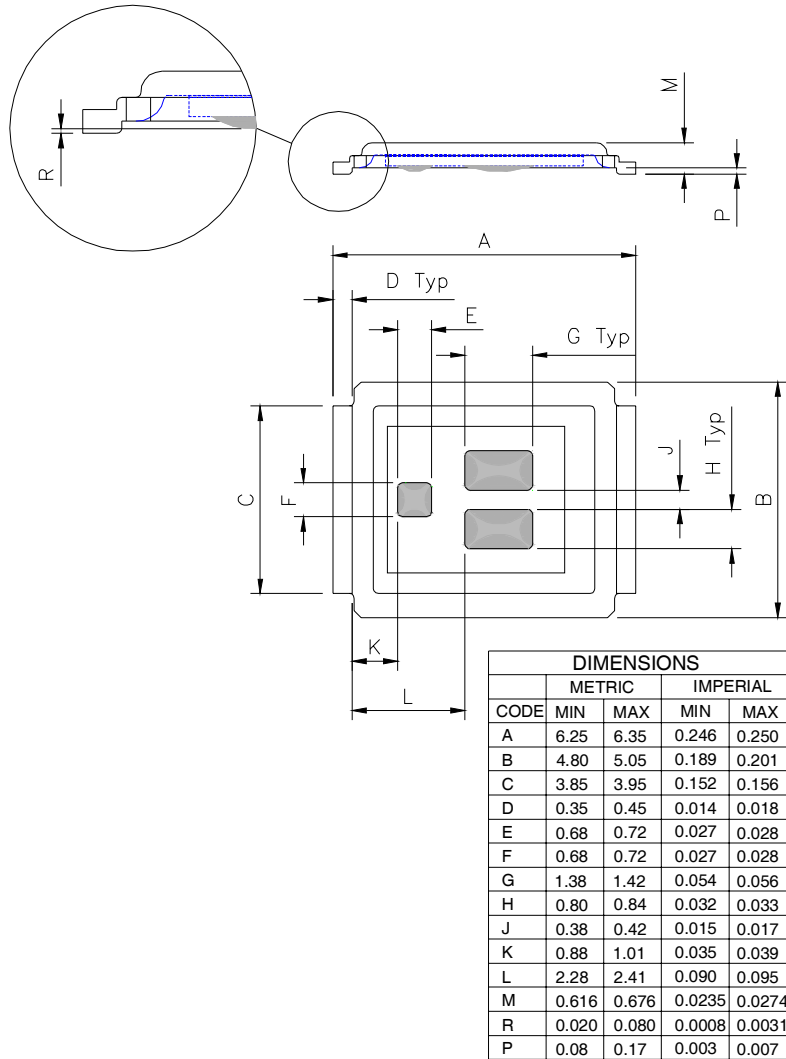 M
R
P
A
D Typ
E
G Typ
J
H Typ
C
F
B
K
L
DIMENSIONS
METRIC IMPERIAL
CODE MIN MAX MIN MAX
A 6.25 6.35 0.246 0.250
B 4.80 5.05 0.189 0.201
C 3.85 3.95 0.152 0.156
D 0.35 0.45 0.014 0.018
E 0.68 0.72 0.027 0.028
F 0.68 0.72 0.027 0.028
G 1.38 1.42 0.054 0.056
H 0.80 0.84 0.032 0.033
J 0.38 0.42 0.015 0.017
K 0.88 1.01 0.035 0.039
L 2.28 2.41 0.090 0.095
M 0.616 0.676 0.0235 0.0274
R 0.020 0.080 0.0008 0.0031
P 0.08 0.17 0.003 0.007